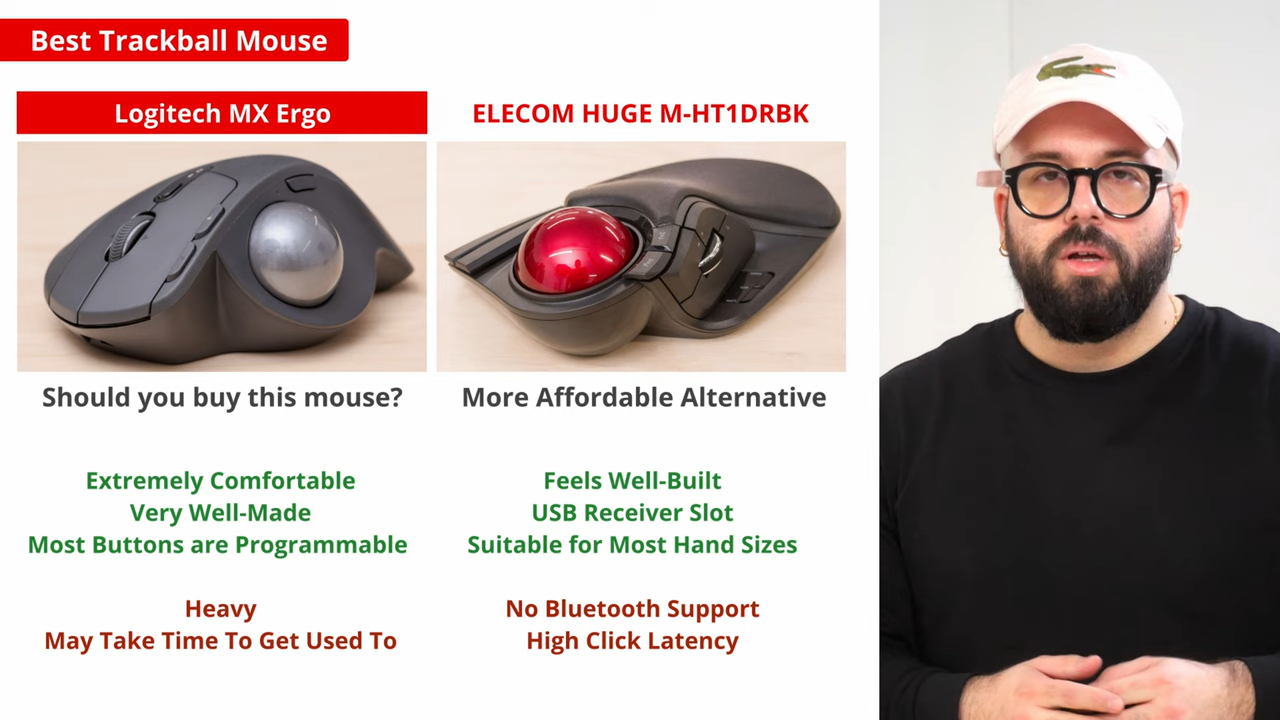 Best Trackball Mouse
Logitech MX Ergo
ELECOM HUGE M-HT1DRBK
Should you buy this mouse?
More Affordable Alternative
Extremely Comfortable
Very Well-Made
Most Buttons are Programmable
Feels Well-Built
USB Receiver Slot
Suitable for Most Hand Sizes
Heavy
May Take Time To Get Used To
No Bluetooth Support
High Click Latency